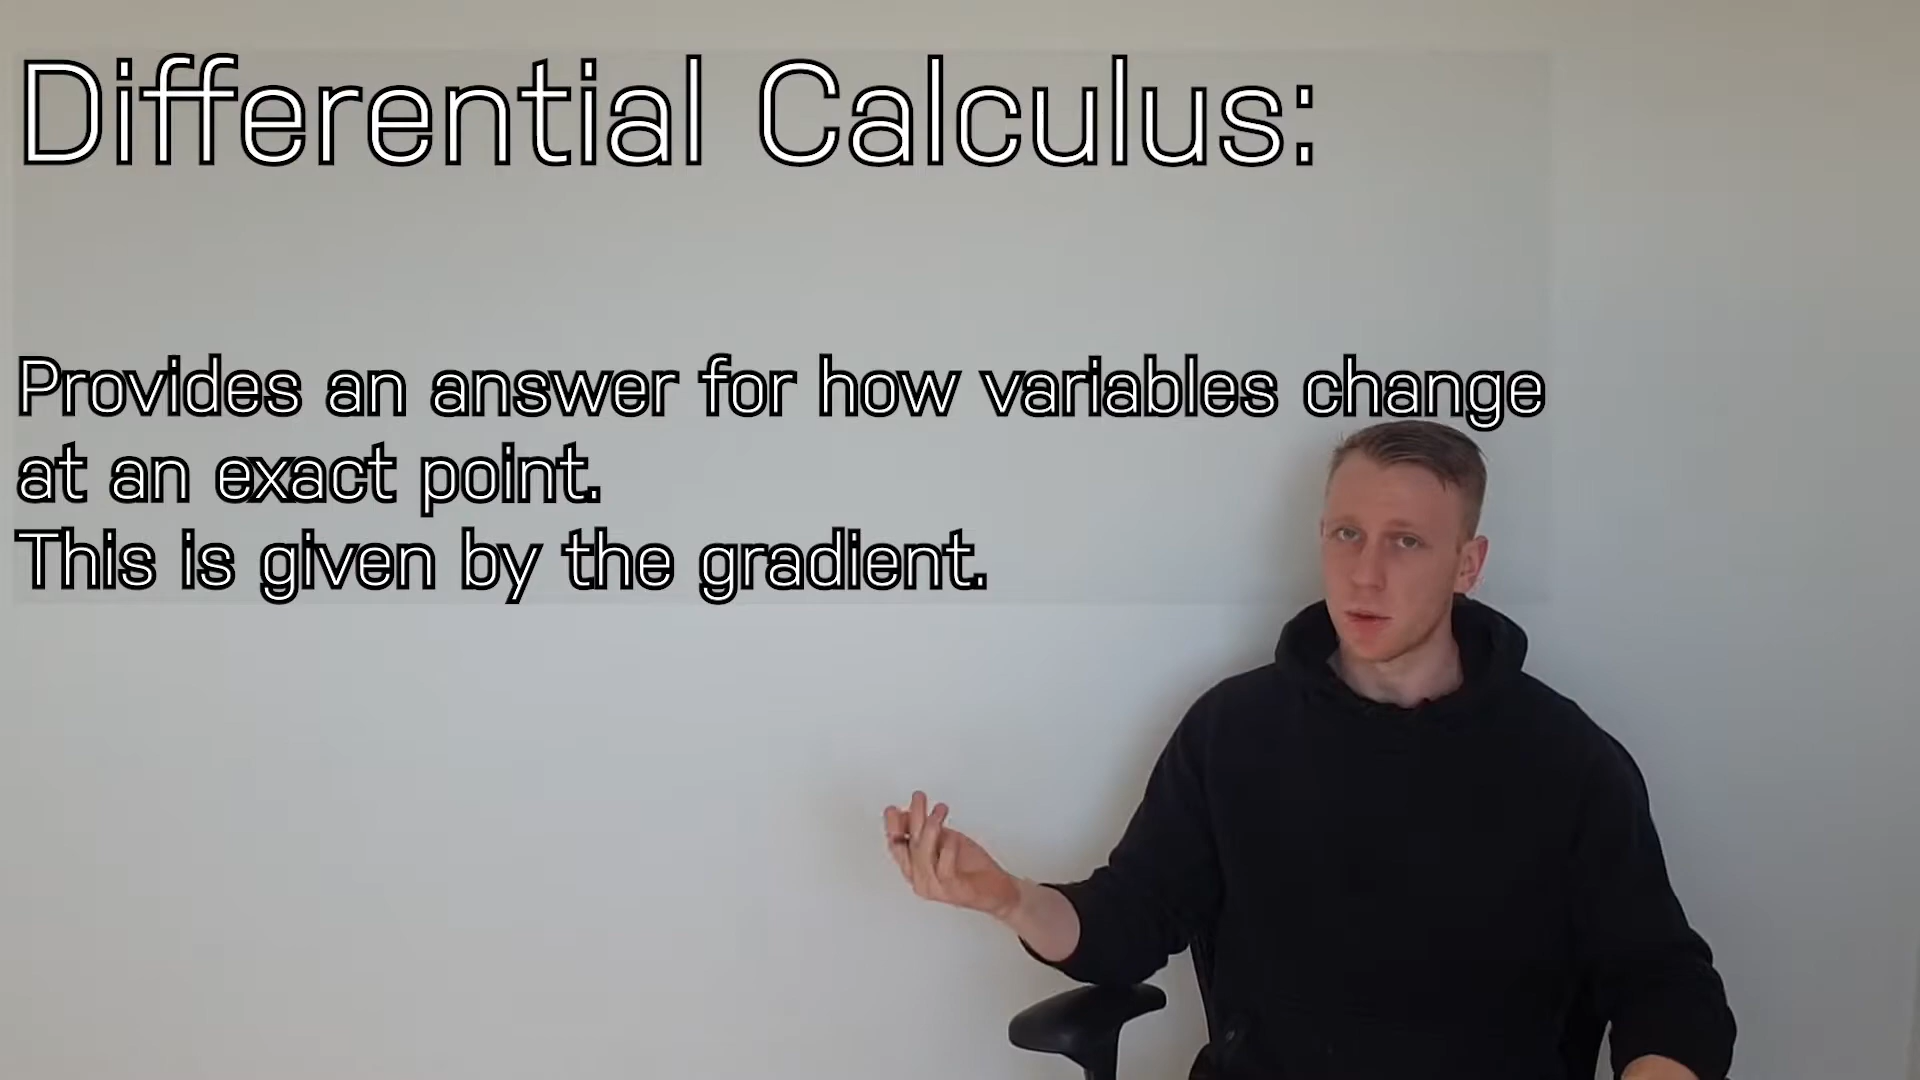 Differential Calculus:
Provides an answer for how variables change
at an exact point.
This is given by the gradient.